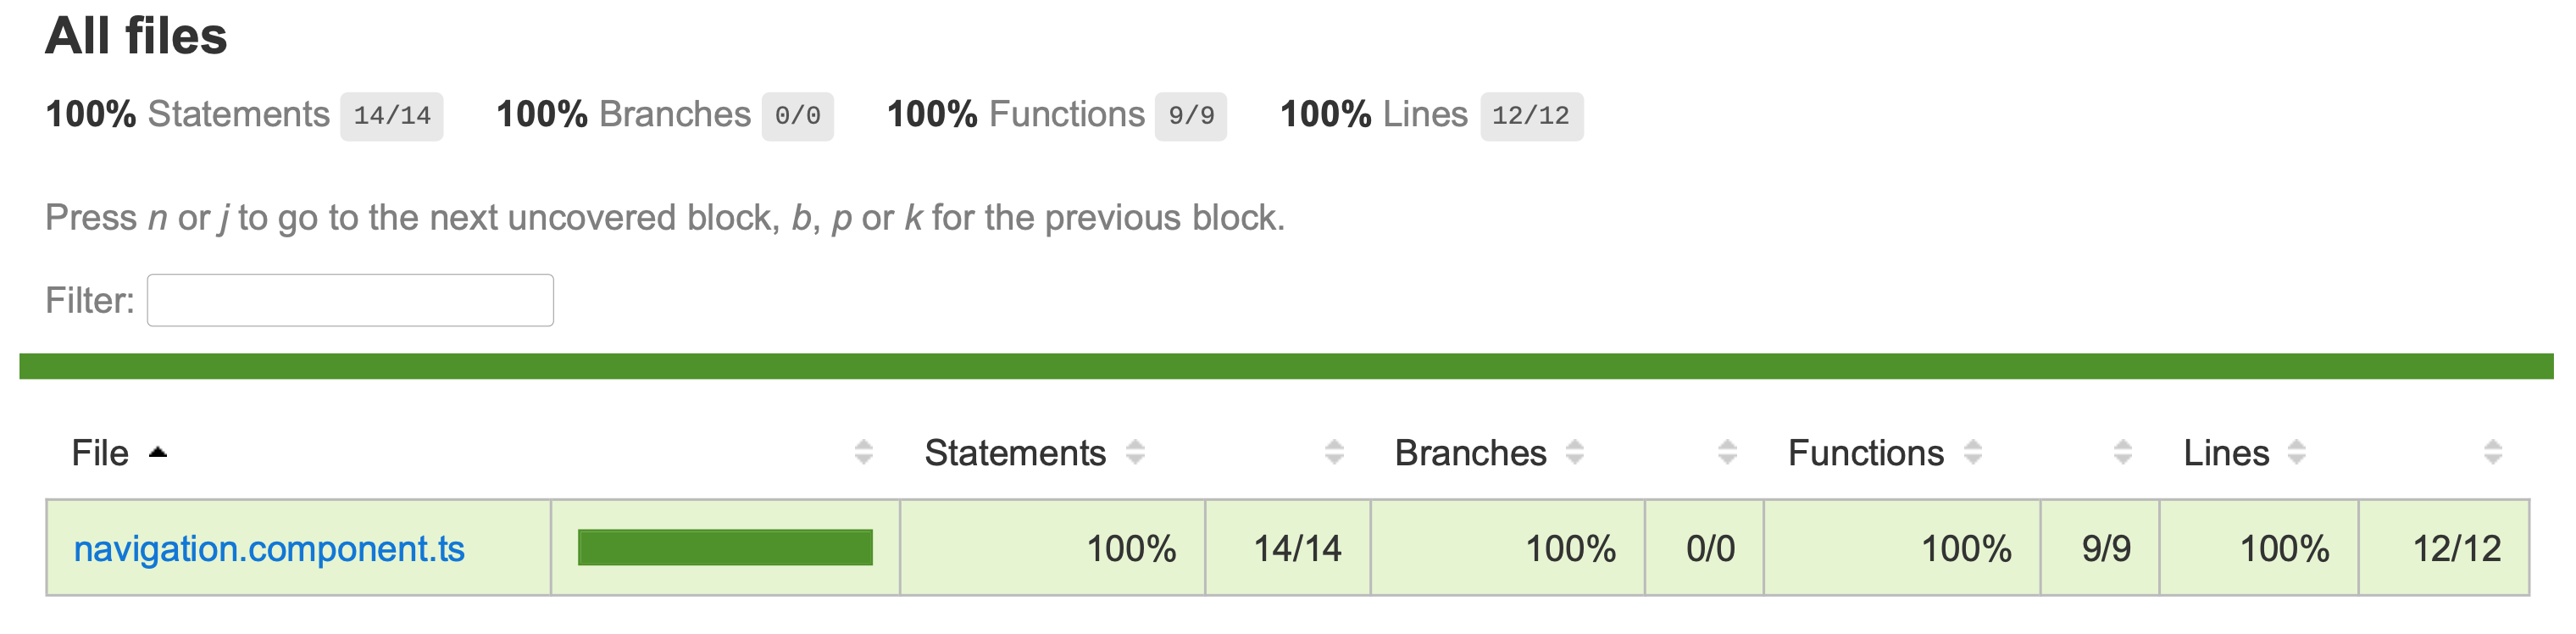 All files
100% Statements 14/14 100% Branches 0/0 100% Functions 9/9 100% Lines 12/12
Press n or j to go to the next uncovered block, b, p or k for the previous block.
Filter:
File Statements Branches Functions Lines
navigation.component.ts 100% 14/14 100% 0/0 100% 9/9 100% 12/12